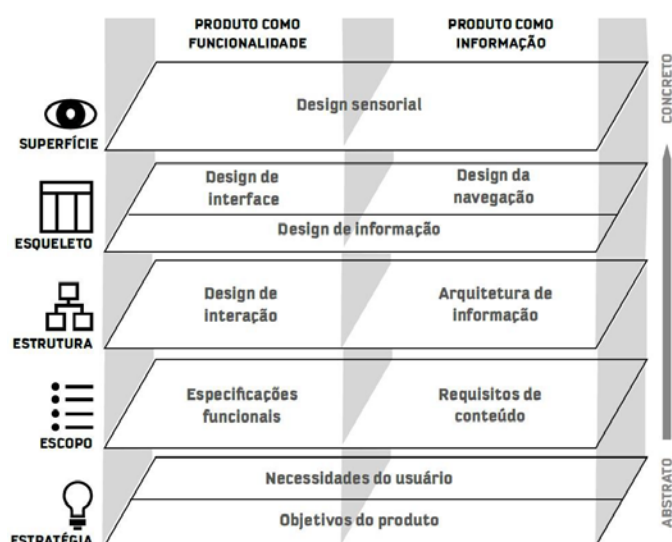 PRODUTO COMO
FUNCIONALIDADE
PRODUTO COMO
INFORMAÇÃO
CONCRETO
Design sensorial
SUPERFÍCIE
Design de
interface
Design da
navegação
Design de informação
ESQUELETO
Design de
interação
Arquitetura de
informação
ESTRUTURA
Especificações
funcionais
Requisitos de
conteúdo
ESCOPO
Necessidades do usuário
Objetivos do produto
ABSTRATO
ESTRATÉGIA